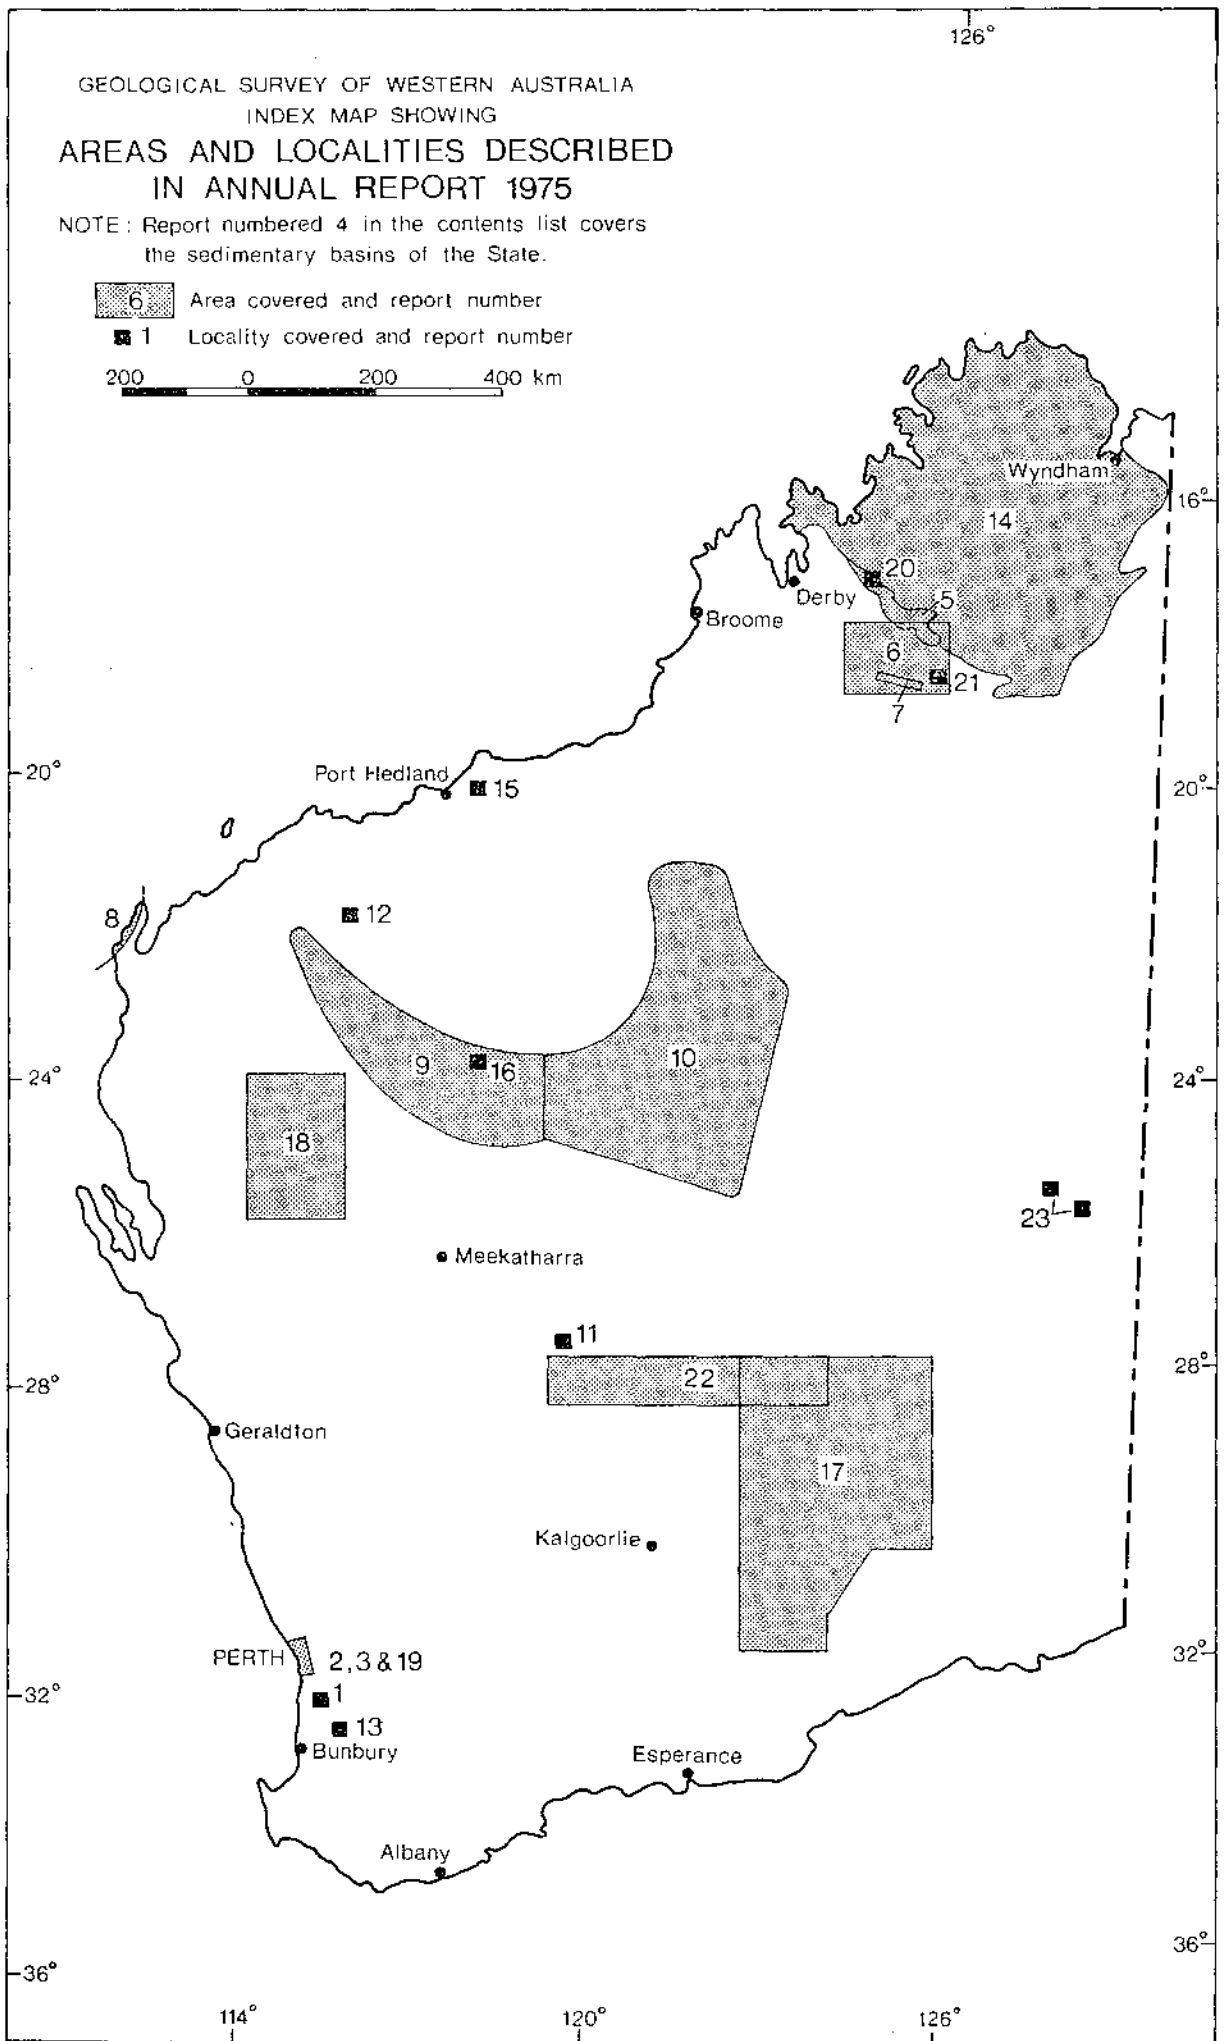 126°
GEOLOGICAL SURVEY OF WESTERN AUSTRALIA
INDEX MAP SHOWING
AREAS AND LOCALITIES DESCRIBED
IN ANNUAL REPORT 1975
NOTE: Report numbered 4 in the contents list covers
the sedimentary basins of the State.
6 Area covered and report number
1 Locality covered and report number
200 0 200 400 km
Wyndham
16°
14
20
Derby
5
Broome
6
21
7
20°
Port Hedland
15
20°
8
12
10
9
16
24°
24°
18
23
Meekatharra
11
28°
22
28°
Geraldton
17
Kalgoorlie
PERTH
2,3 & 19
32°
32°
1
13
Bunbury
Esperance
Albany
36°
36°
114°
120°
126°